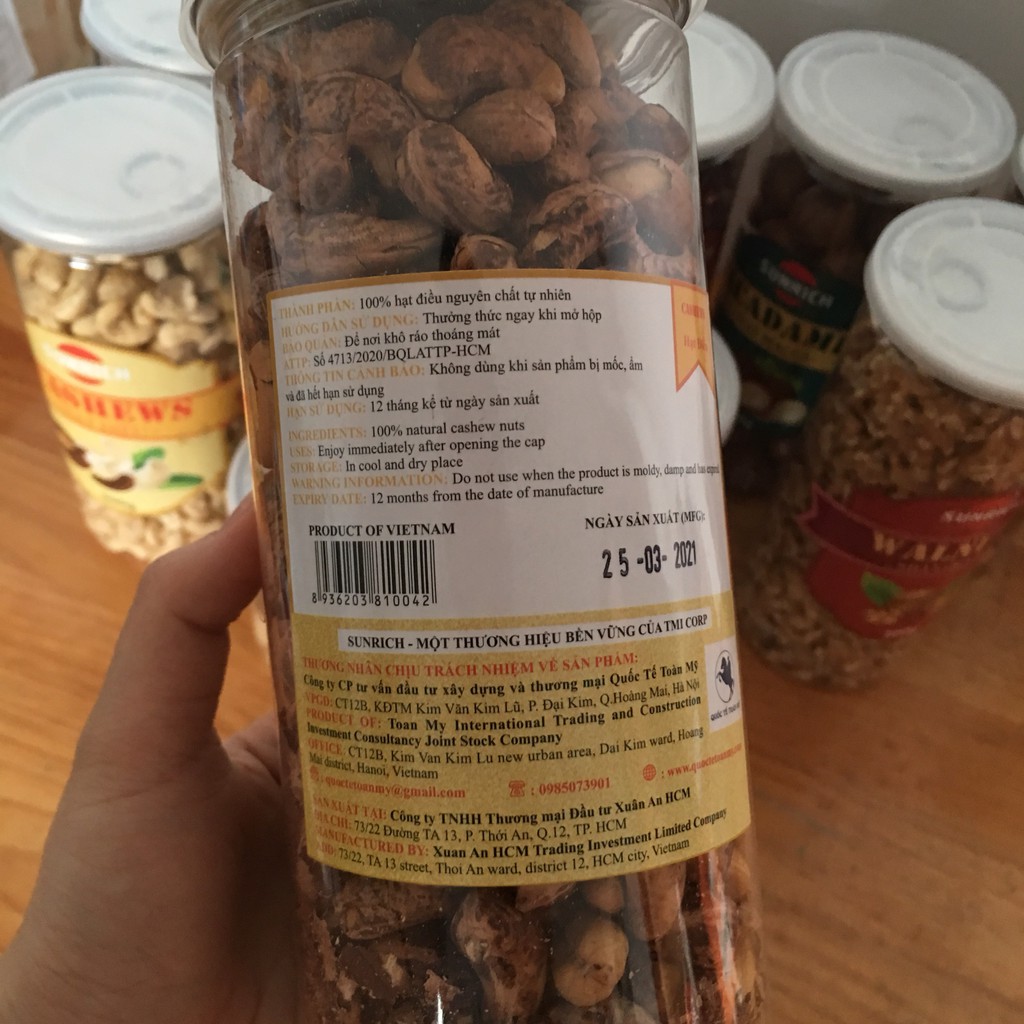 THÀNH PHẦN: 100% hạt điều nguyên chất tự nhiên
HƯỚNG DẪN SỬ DỤNG: Thưởng thức ngay khi mở hộp
BẢO QUẢN: Để nơi khô ráo thoáng mát
ATTP: Số 4713/2020/BQLATTP-HCM
THÔNG TIN CẢNH BÁO: Không dùng khi sản phẩm bị mốc, ẩm
và đã hết hạn sử dụng
HẠN SỬ DỤNG: 12 tháng kể từ ngày sản xuất
INGREDIENTS: 100% natural cashew nuts
USES: Enjoy immediately after opening the cap
STORAGE: In cool and dry place
WARNING INFORMATION: Do not use when the product is moldy, damp and has
EXPIRY DATE: 12 months from the date of manufacture
PRODUCT OF VIETNAM
NGÀY SẢN XUẤT (MFG):
25-03-2021
8 936203 810042
SUNRICH - MỘT THƯƠNG HIỆU BỀN VỮNG CỦA TMI CORP
THƯƠNG NHÂN CHỊU TRÁCH NHIỆM VỀ SẢN PHẨM:
Công ty CP tư vấn đầu tư xây dựng và thương mại Quốc Tế Toàn Mỹ
VPGD: CT12B, KĐTM Kim Văn Kim Lũ, P. Đại Kim, Q.Hoàng Mai, Hà Nội
PRODUCT OF: Toan My International Trading and Construction
Investment Consultancy Joint Stock Company
OFFICE: CT12B, Kim Van Kim Lu new urban area, Dai Kim ward, Hoang
Mai district, Hanoi, Vietnam
: quoctetoanmy@gmail.com
: 0985073901
: www.quoctetoanmy.com
SẢN XUẤT TẠI: Công ty TNHH Thương mại Đầu tư Xuân An HCM
ĐỊA CHỈ: 73/22 Đường TA 13, P. Thới An, Q.12, TP. HCM
MANUFACTURED BY: Xuan An HCM Trading Investment Limited Company
ADD: 73/22, TA 13 street, Thoi An ward, district 12, HCM city, Vietnam
SUNRICH
SHEWS
SUNRICH
ADAMI
SUNR
WALN